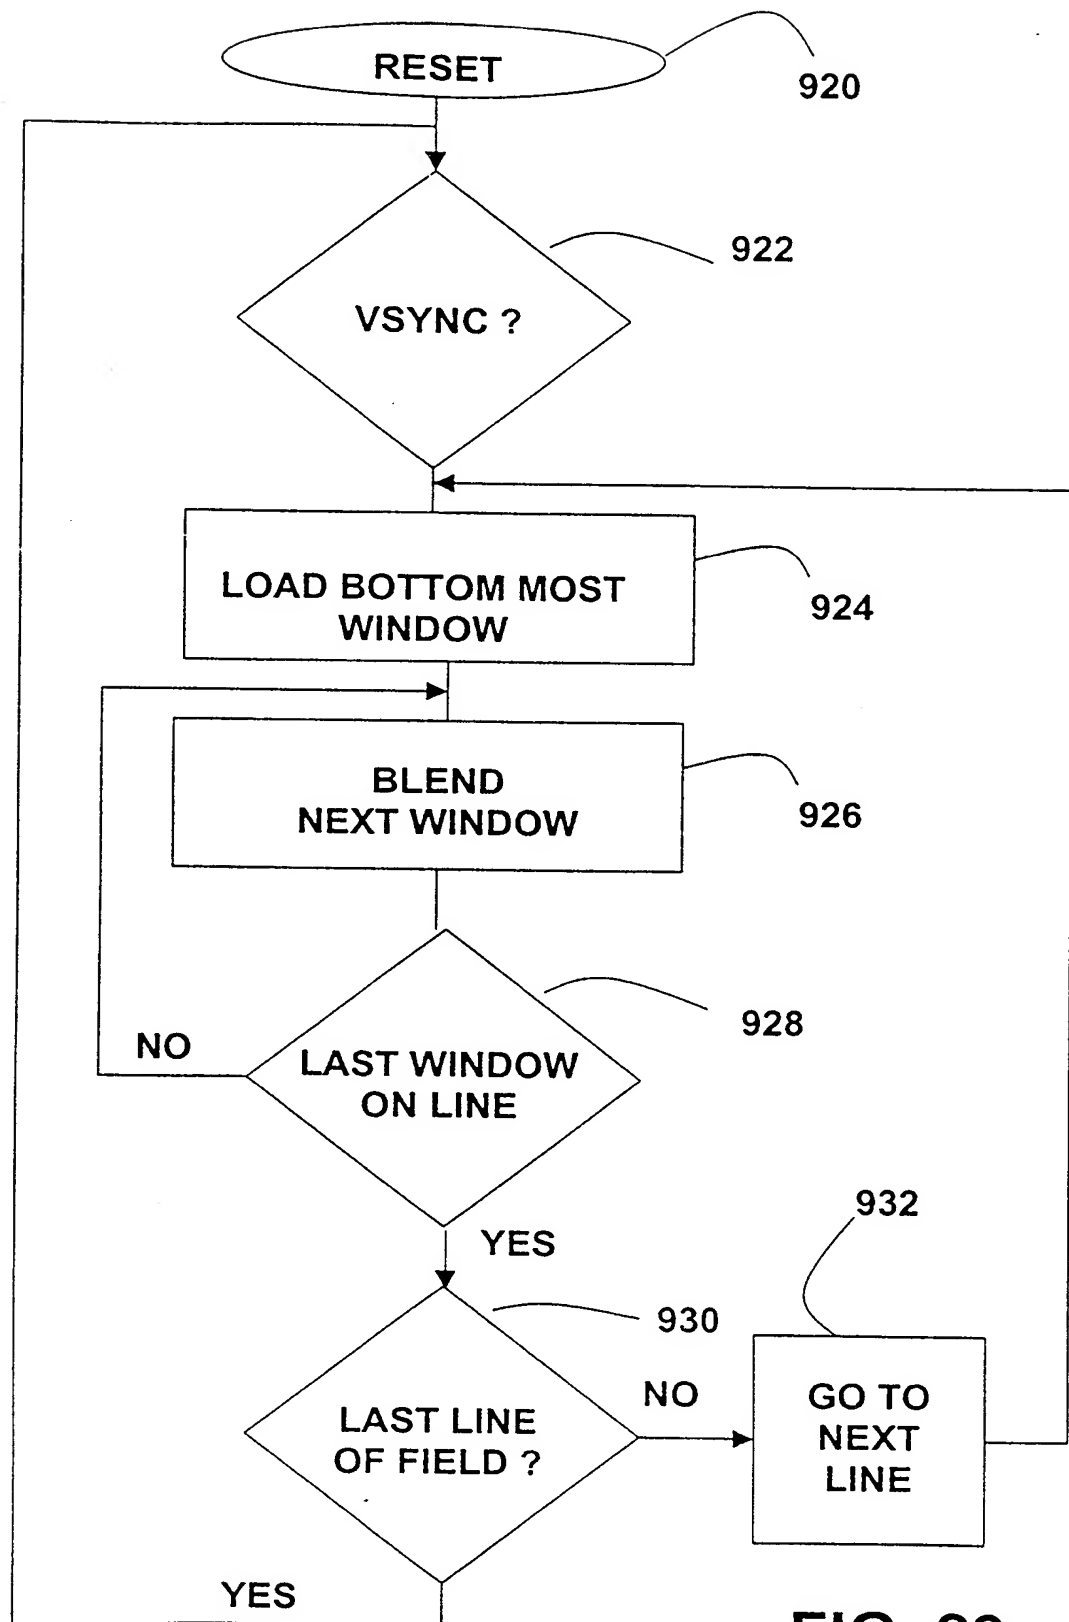 RESET
920
922
VSYNC ?
LOAD BOTTOM MOST
WINDOW
924
BLEND
NEXT WINDOW
926
928
NO
LAST WINDOW
ON LINE
932
YES
930
NO
LAST LINE
OF FIELD ?
GO TO
NEXT
LINE
YES
FIG.